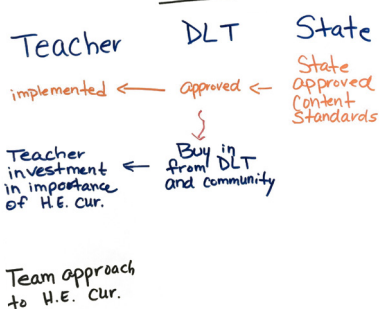 Teacher
DLT
State
implemented
approved
State
approved
Content
Standards
Teacher
investment
in importance
of H.E. Cur.
Buy in
from DLT
and community
Team approach
to H.E. Cur.